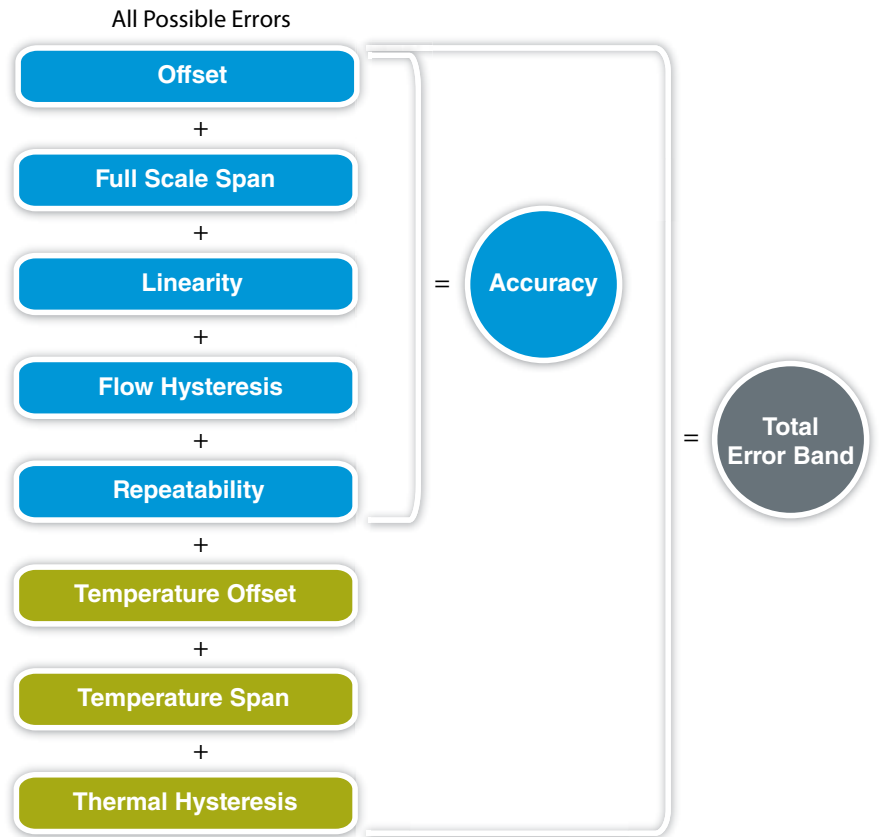 All Possible Errors
Offset
+
Full Scale Span
+
Linearity
+
Flow Hysteresis
+
Repeatability
+
Temperature Offset
+
Temperature Span
+
Thermal Hysteresis
=
Accuracy
=
Total
Error Band